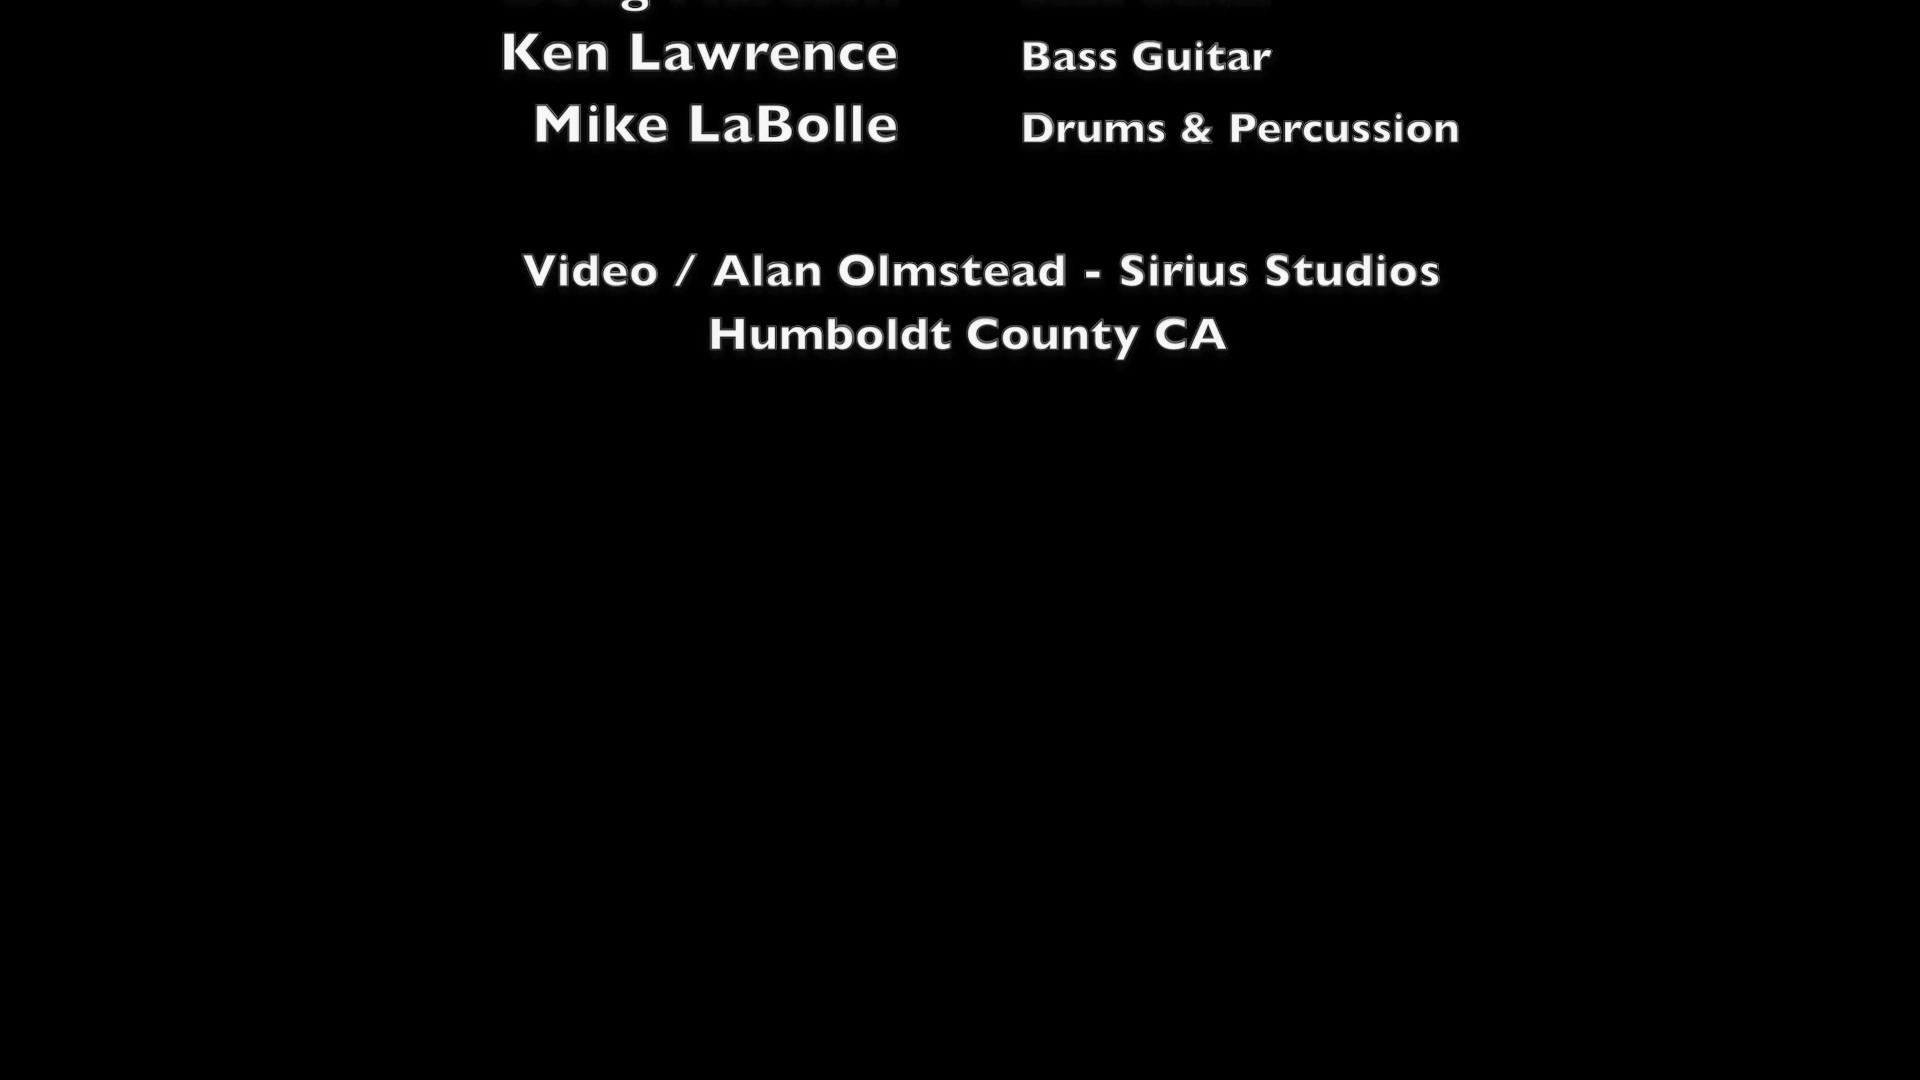 Ken Lawrence Bass Guitar
Mike LaBolle Drums & Percussion
Video / Alan Olmstead - Sirius Studios
Humboldt County CA